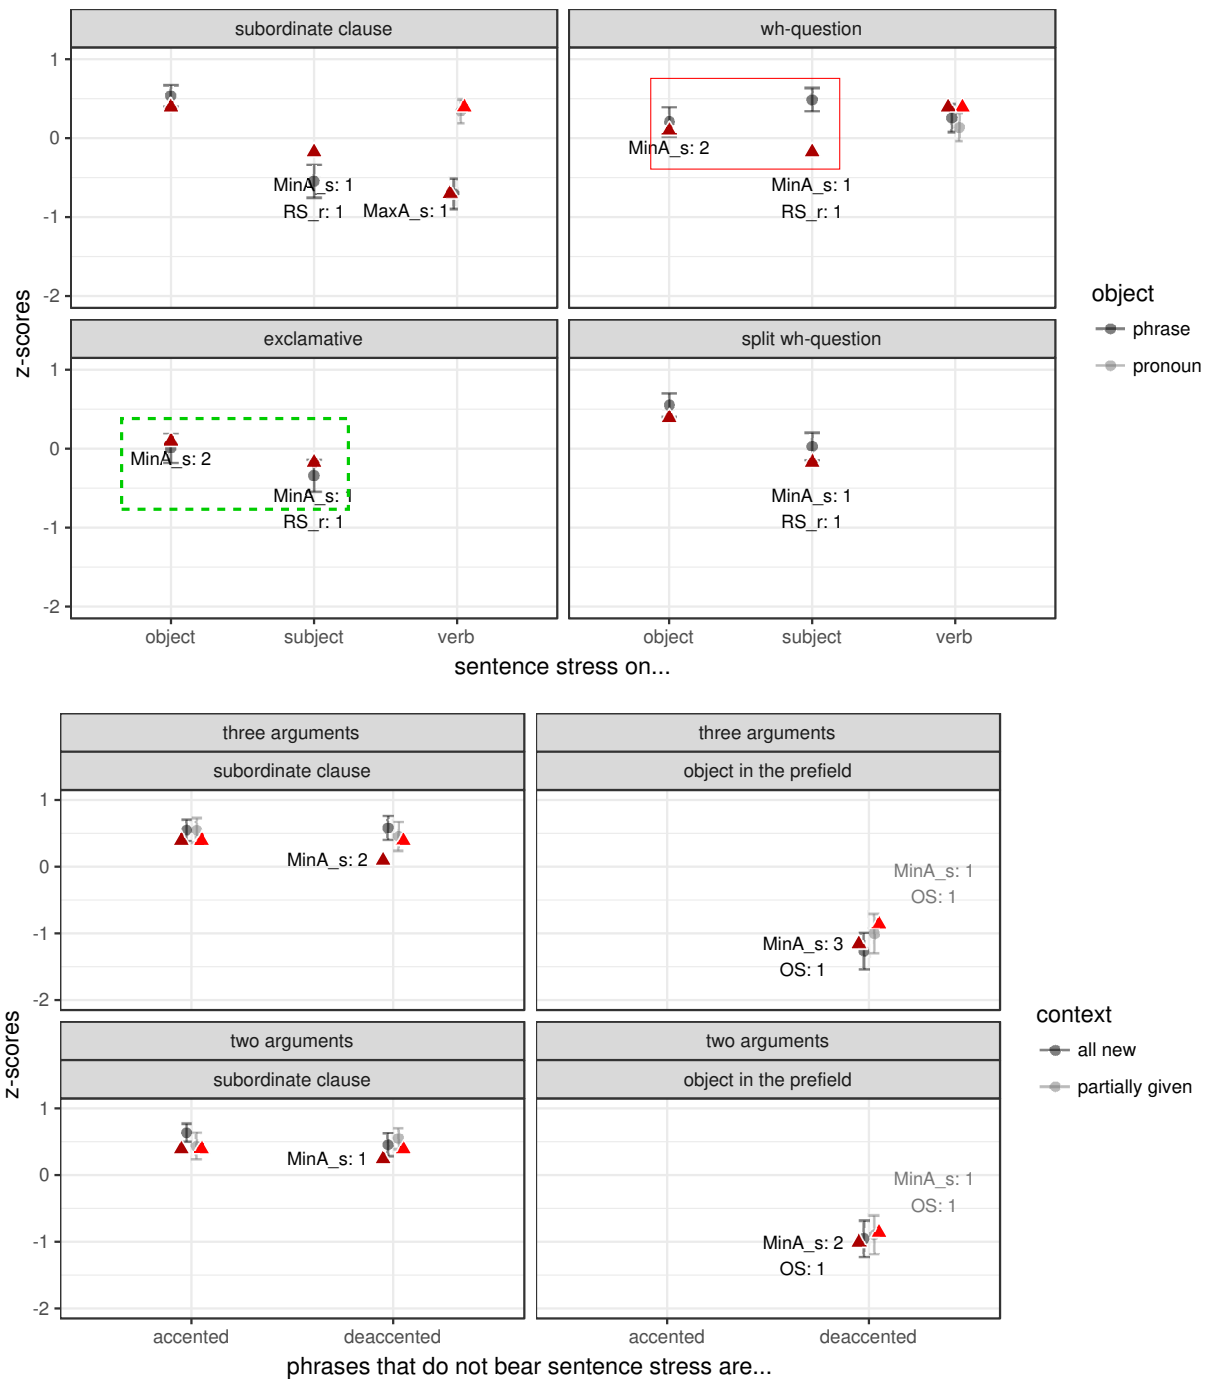 subordinate clause
wh-question
1
0
-1
-2
MinA_s: 1
RS_r: 1
MaxA_s: 1
MinA_s: 2
MinA_s: 1
RS_r: 1
z-scores
exclamative
split wh-question
1
0
-1
-2
MinA_s: 2
MinA_s: 1
RS_r: 1
MinA_s: 1
RS_r: 1
object
subject
verb
object
subject
verb
sentence stress on...
object
phrase
pronoun
three arguments
three arguments
subordinate clause
object in the prefield
1
0
-1
-2
MinA_s: 2
MinA_s: 1
OS: 1
MinA_s: 3
OS: 1
z-scores
two arguments
two arguments
subordinate clause
object in the prefield
1
0
-1
-2
MinA_s: 1
MinA_s: 1
OS: 1
MinA_s: 2
OS: 1
accented
deaccented
accented
deaccented
phrases that do not bear sentence stress are...
context
all new
partially given